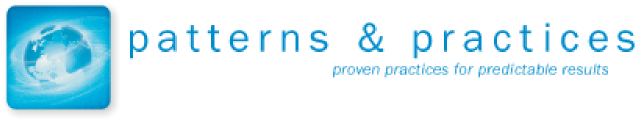 patterns & practices
proven practices for predictable results